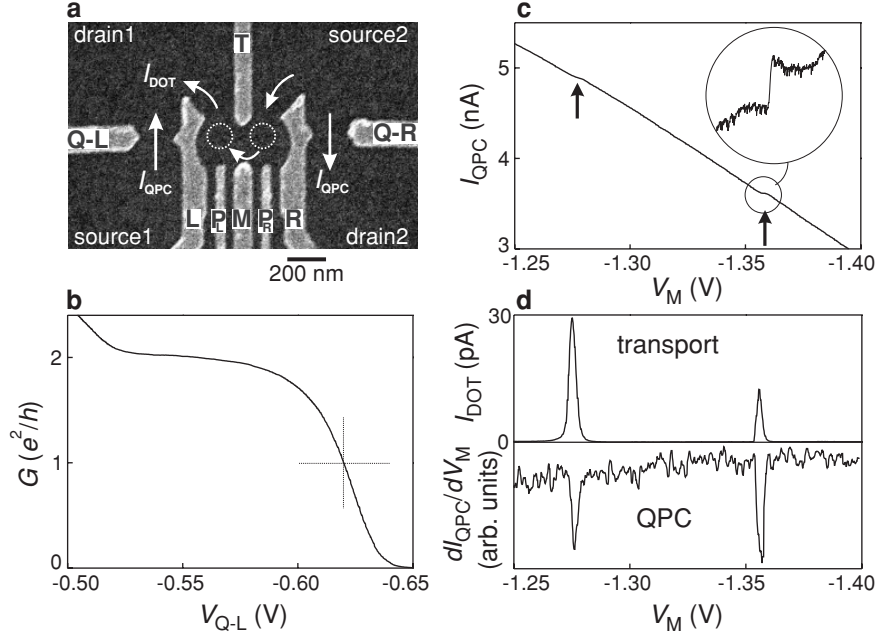 a
drain1
T
source2
I_DOT
Q-L
Q-R
I_QPC
I_QPC
L
P_L
M
P_R
R
source1
drain2
200 nm
b
2
1
0
G (e²/h)
-0.50
-0.55
-0.60
-0.65
V_Q-L (V)
c
5
4
3
I_QPC (nA)
-1.25
-1.30
-1.35
-1.40
V_M (V)
d
30
0
I_DOT (pA)
transport
dI_QPC/dV_M
(arb. units)
QPC
-1.25
-1.30
-1.35
-1.40
V_M (V)